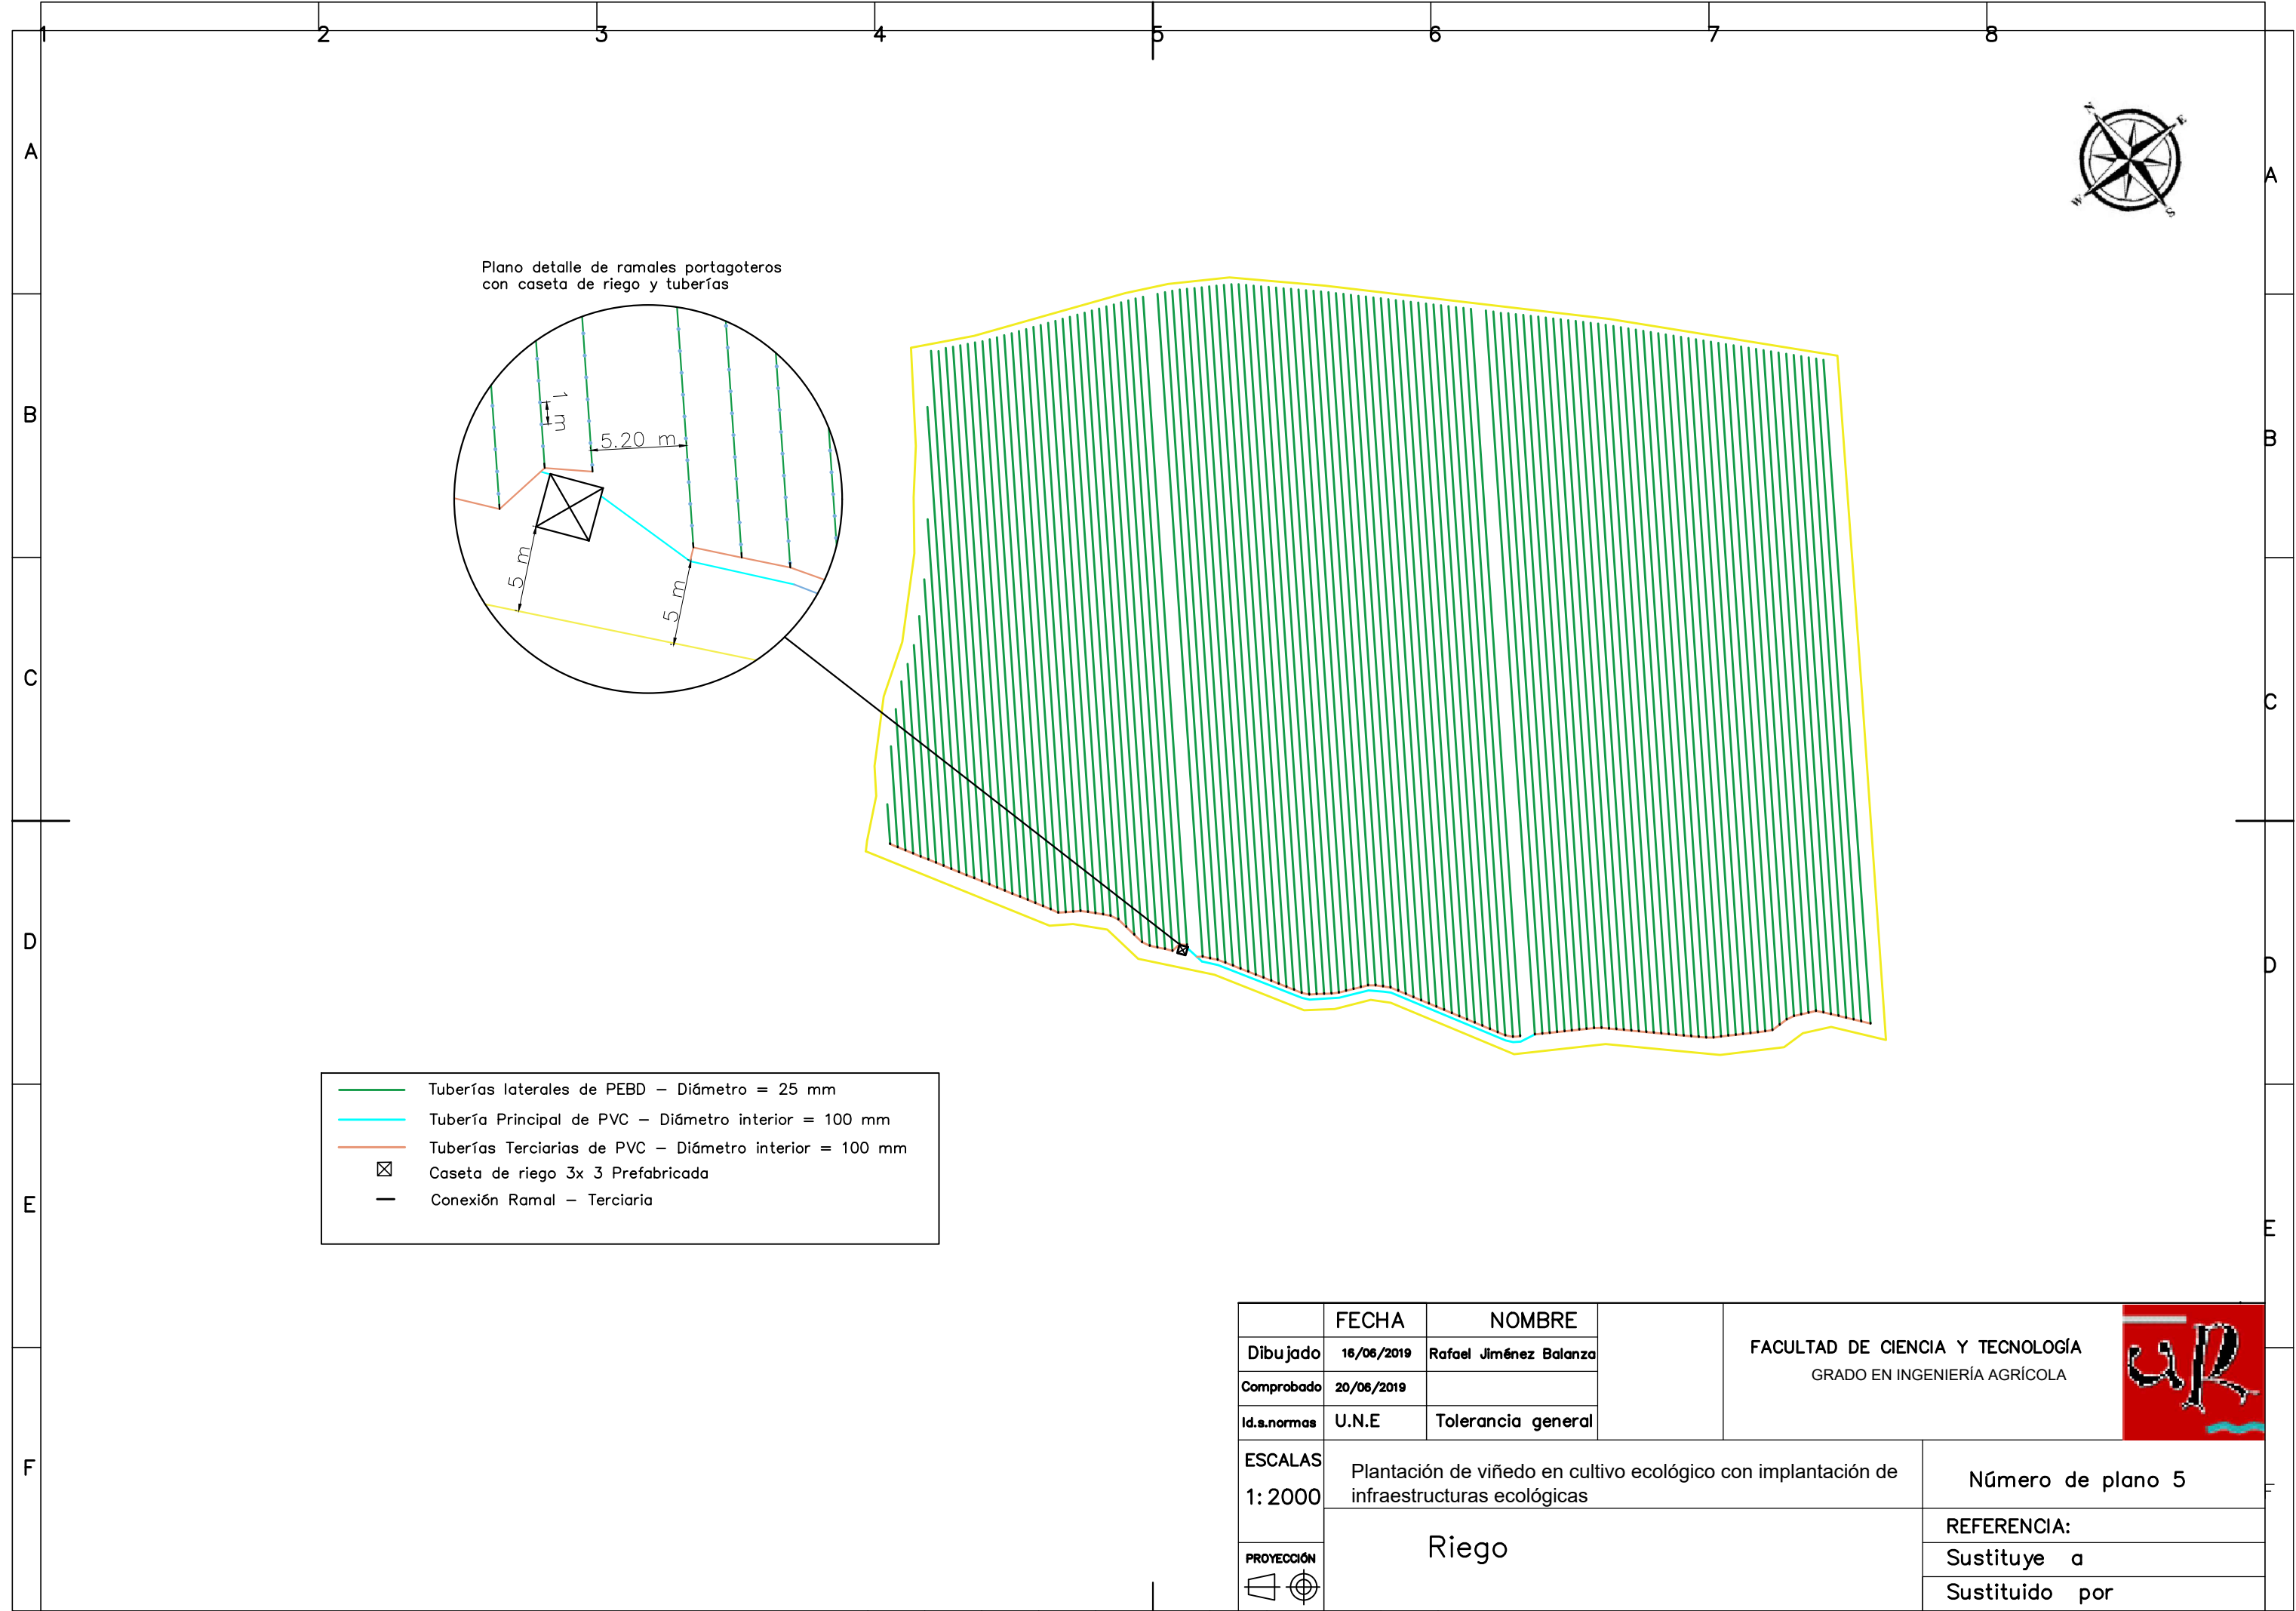 1 2 3 4 5 6 7 8
A
A
N
E
W
S
Plano detalle de ramales portagoteros
con caseta de riego y tuberías
1 m
5.20 m
5 m
5 m
B
B
C
C
D
D
Tuberías laterales de PEBD – Diámetro = 25 mm
Tubería Principal de PVC – Diámetro interior = 100 mm
Tuberías Terciarias de PVC – Diámetro interior = 100 mm
Caseta de riego 3x 3 Prefabricada
Conexión Ramal – Terciaria
E
E
F
F
FECHA NOMBRE
Dibujado 16/06/2019 Rafael Jiménez Balanza
Comprobado 20/06/2019
Id.s.normas U.N.E Tolerancia general
FACULTAD DE CIENCIA Y TECNOLOGÍA
GRADO EN INGENIERÍA AGRÍCOLA
uR
ESCALAS
1:2000
Plantación de viñedo en cultivo ecológico con implantación de
infraestructuras ecológicas
Número de plano 5
PROYECCIÓN
Riego
REFERENCIA:
Sustituye a
Sustituido por